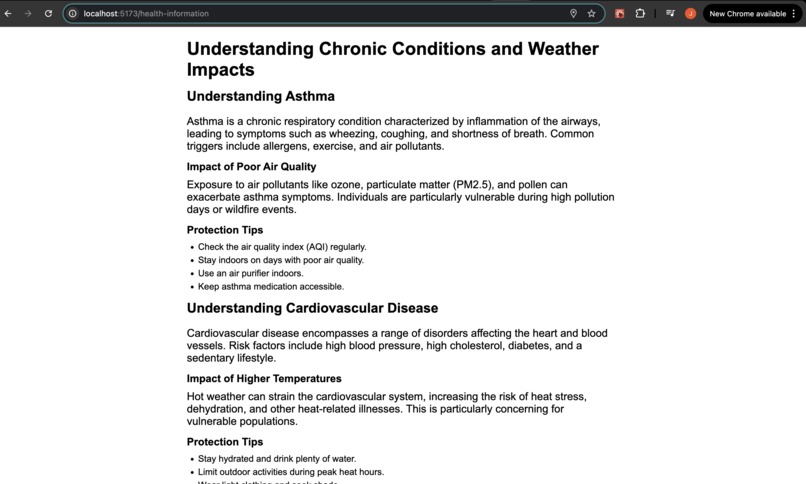 localhost:5173/health-information
J
New Chrome available
Understanding Chronic Conditions and Weather
Impacts
Understanding Asthma
Asthma is a chronic respiratory condition characterized by inflammation of the airways,
leading to symptoms such as wheezing, coughing, and shortness of breath. Common
triggers include allergens, exercise, and air pollutants.
Impact of Poor Air Quality
Exposure to air pollutants like ozone, particulate matter (PM2.5), and pollen can
exacerbate asthma symptoms. Individuals are particularly vulnerable during high pollution
days or wildfire events.
Protection Tips
• Check the air quality index (AQI) regularly.
• Stay indoors on days with poor air quality.
• Use an air purifier indoors.
• Keep asthma medication accessible.
Understanding Cardiovascular Disease
Cardiovascular disease encompasses a range of disorders affecting the heart and blood
vessels. Risk factors include high blood pressure, high cholesterol, diabetes, and a
sedentary lifestyle.
Impact of Higher Temperatures
Hot weather can strain the cardiovascular system, increasing the risk of heat stress,
dehydration, and other heat-related illnesses. This is particularly concerning for
vulnerable populations.
Protection Tips
• Stay hydrated and drink plenty of water.
• Limit outdoor activities during peak heat hours.